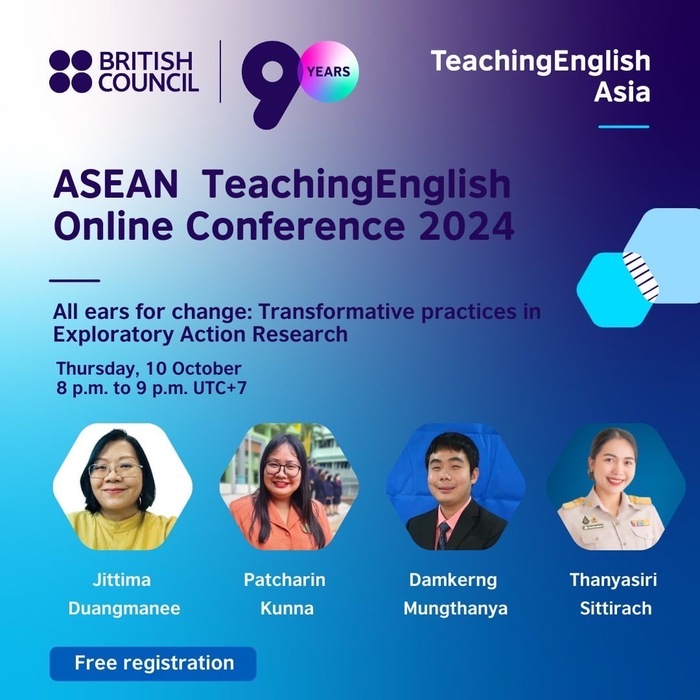 BRITISH
COUNCIL
90
YEARS
TeachingEnglish
Asia
ASEAN TeachingEnglish
Online Conference 2024
All ears for change: Transformative practices in
Exploratory Action Research
Thursday, 10 October
8 p.m. to 9 p.m. UTC+7
Jittima
Duangmanee
Patcharin
Kunna
Damkerng
Mungthanya
Thanyasiri
Sittirach
Free registration